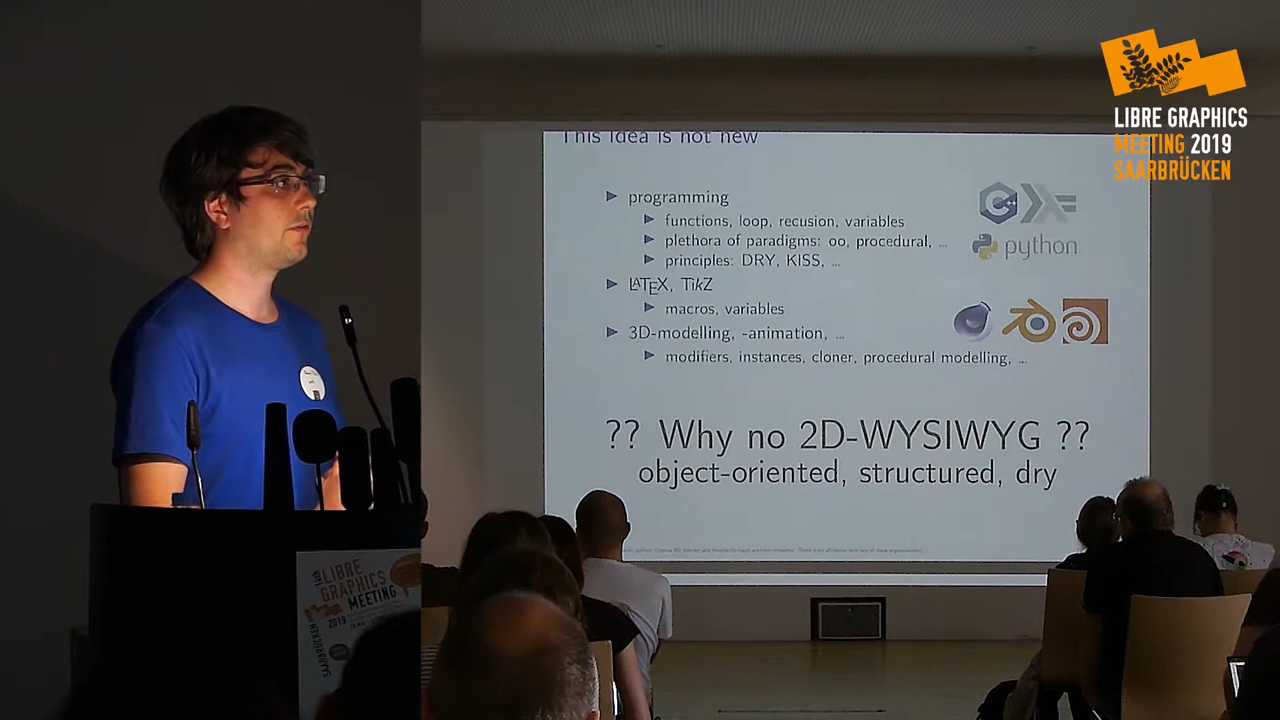 LIBRE GRAPHICS
MEETING 2019
SAARBRÜCKEN
This idea is not new
programming
functions, loop, recusion, variables
plethora of paradigms: oo, procedural, ...
principles: DRY, KISS, ...
LATEX, TikZ
macros, variables
3D-modelling, -animation, ...
modifiers, instances, cloner, procedural modelling, ...
python
?? Why no 2D-WYSIWYG ??
object-oriented, structured, dry
LIBRE
GRAPHICS
MEETING
2019
SAARBRÜCKEN